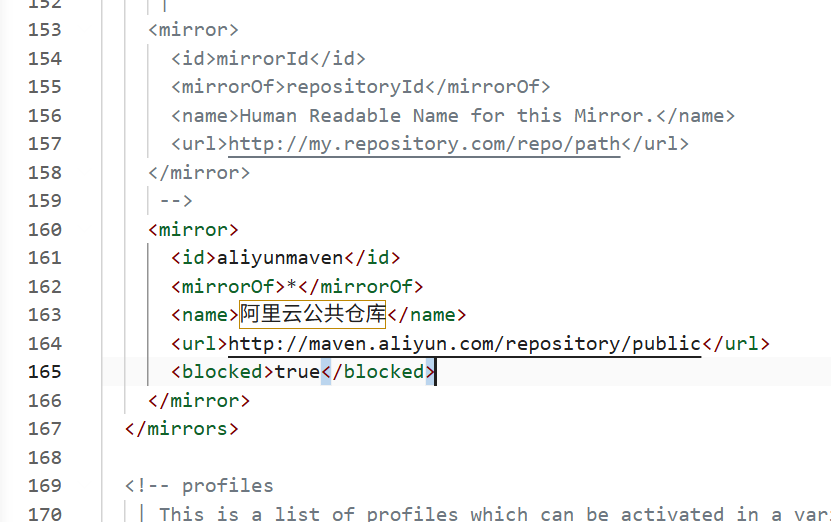 152 |
153 <mirror>
154 <id>mirrorId</id>
155 <mirrorOf>repositoryId</mirrorOf>
156 <name>Human Readable Name for this Mirror.</name>
157 <url>http://my.repository.com/repo/path</url>
158 </mirror>
159 -->
160 <mirror>
161 <id>aliyunmaven</id>
162 <mirrorOf>*</mirrorOf>
163 <name>阿里云公共仓库</name>
164 <url>http://maven.aliyun.com/repository/public</url>
165 <blocked>true</blocked>
166 </mirror>
167 </mirrors>
168
169 <!-- profiles
170 | This is a list of profiles which can be activated in a var